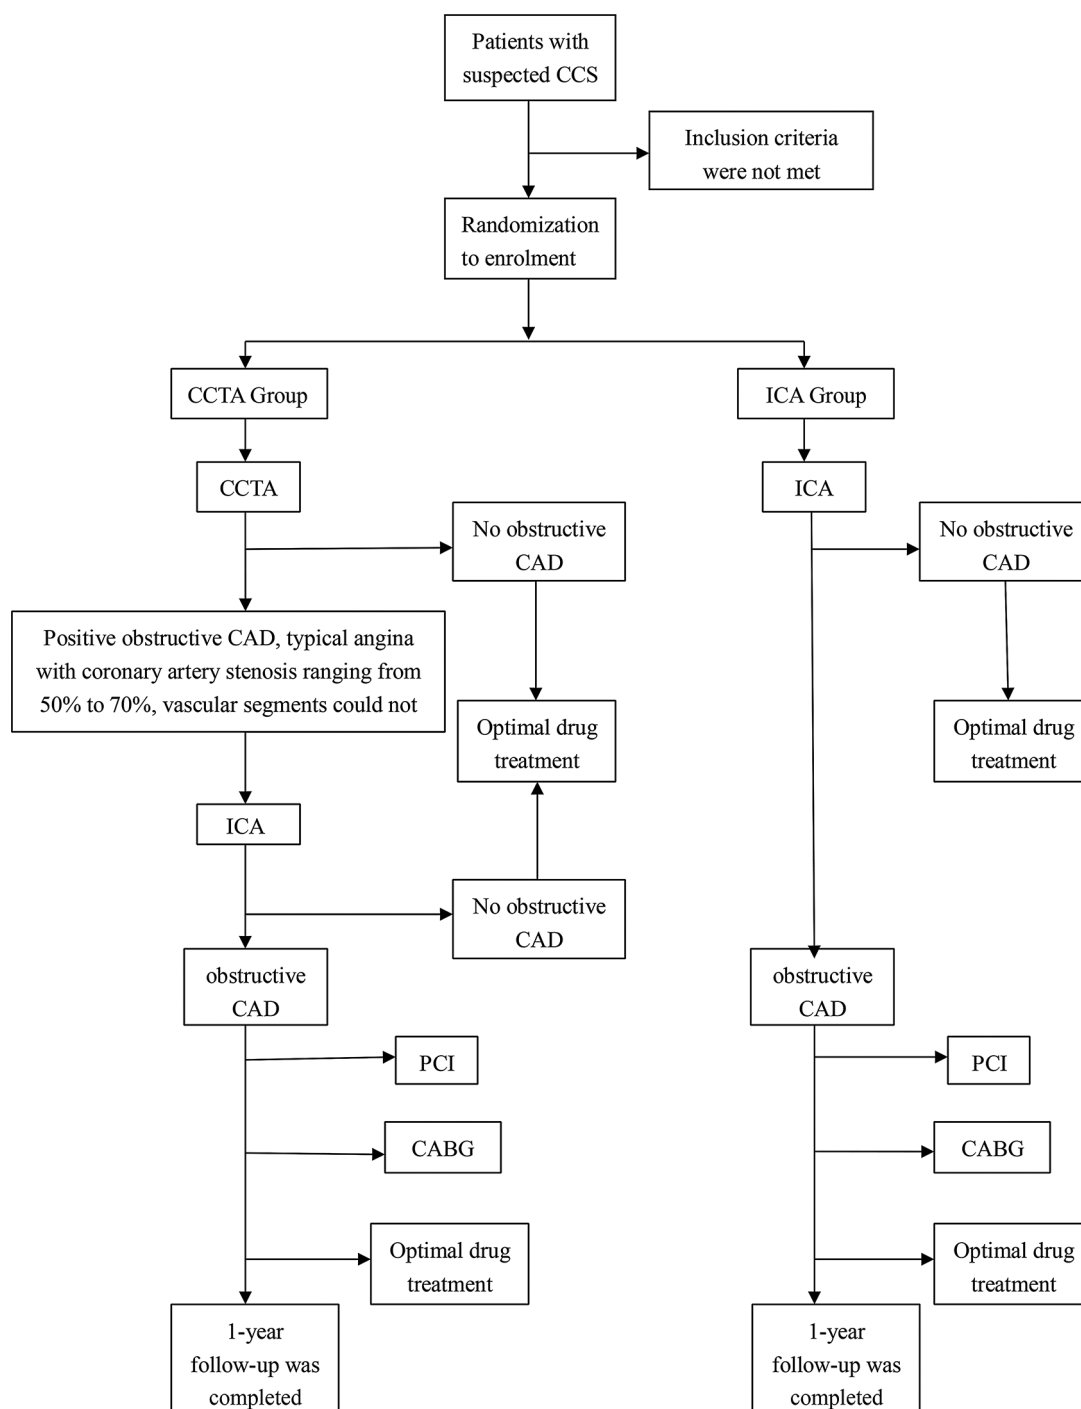 Patients with
suspected CCS
Inclusion criteria
were not met
Randomization
to enrolment
CCTA Group
ICA Group
CCTA
ICA
No obstructive
CAD
No obstructive
CAD
Positive obstructive CAD, typical angina
with coronary artery stenosis ranging from
50% to 70%, vascular segments could not
Optimal drug
treatment
Optimal drug
treatment
ICA
No obstructive
CAD
obstructive
CAD
obstructive
CAD
PCI
PCI
CABG
CABG
Optimal drug
treatment
Optimal drug
treatment
1-year
follow-up was
completed
1-year
follow-up was
completed